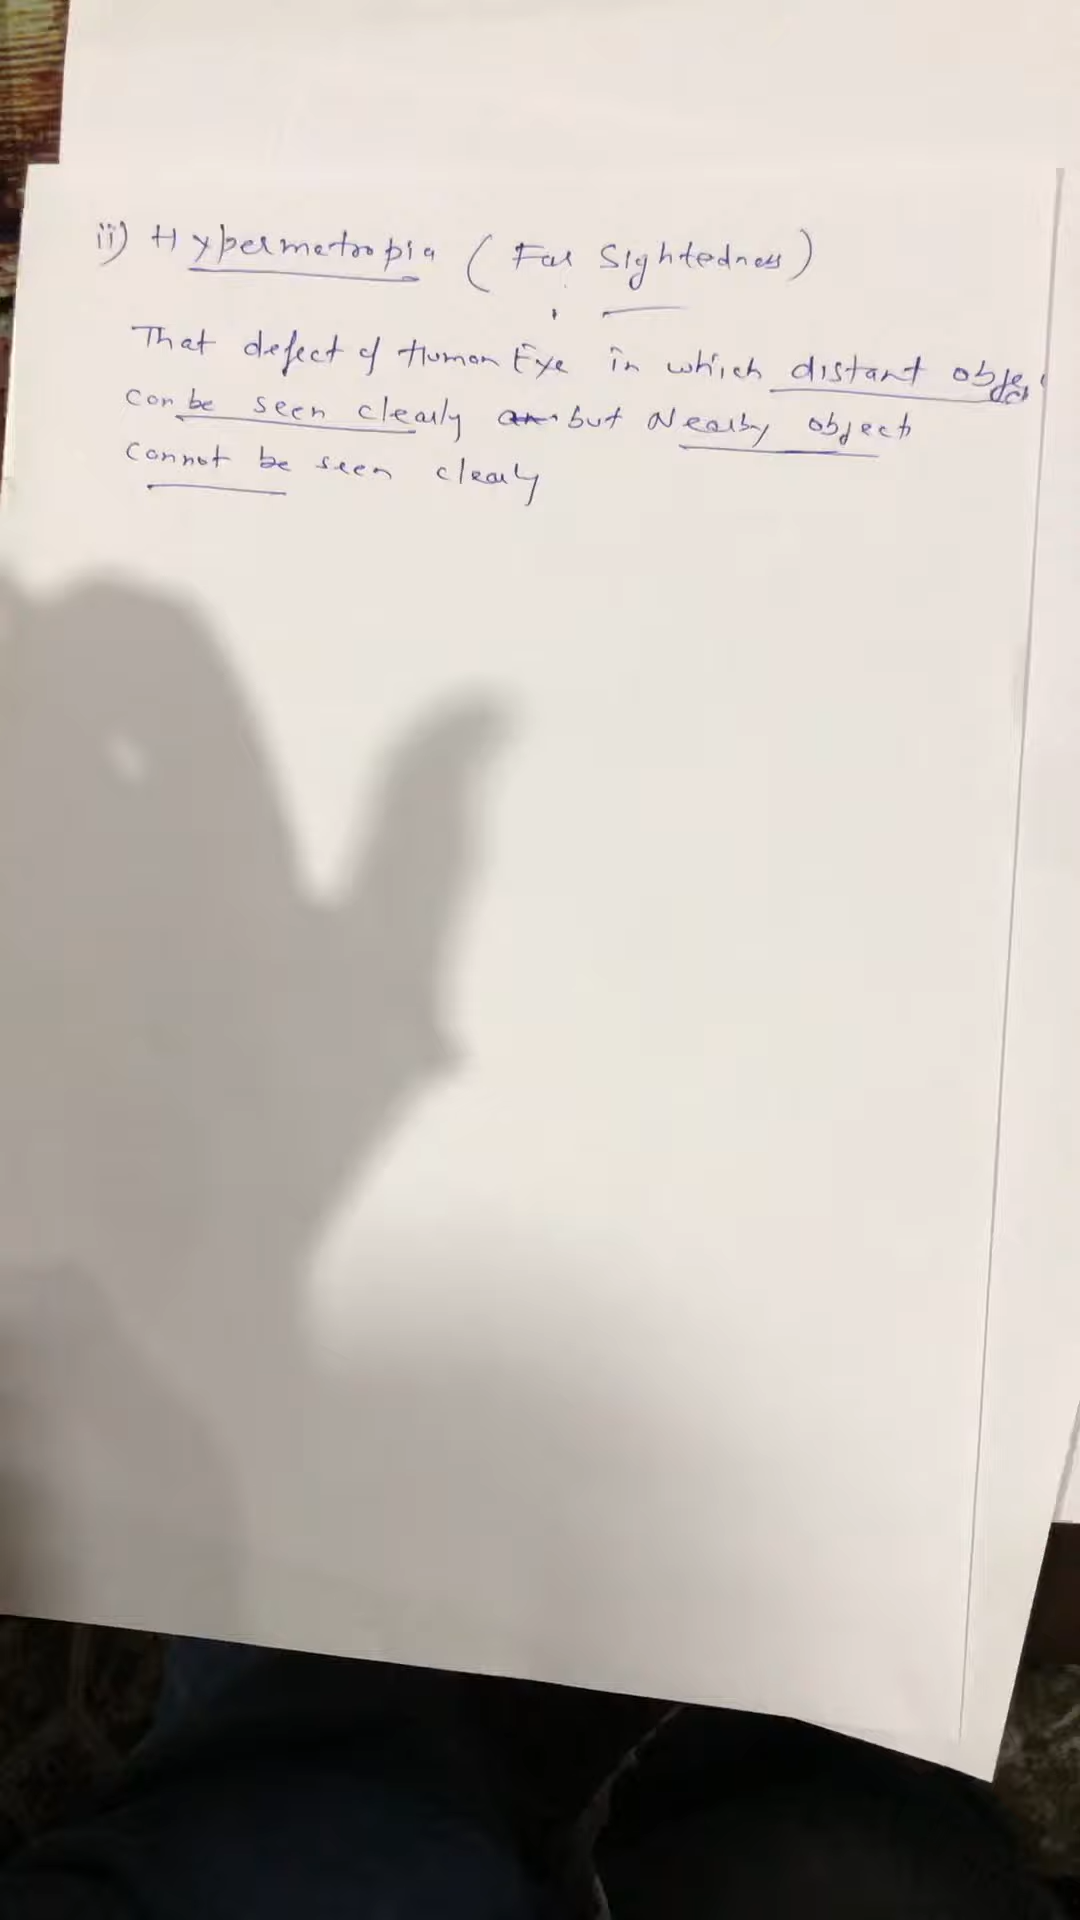 ii) Hypermetropia (Far Sightedness)
That defect of Human Eye in which distant object
can be seen clearly but Nearby object
cannot be seen clearly